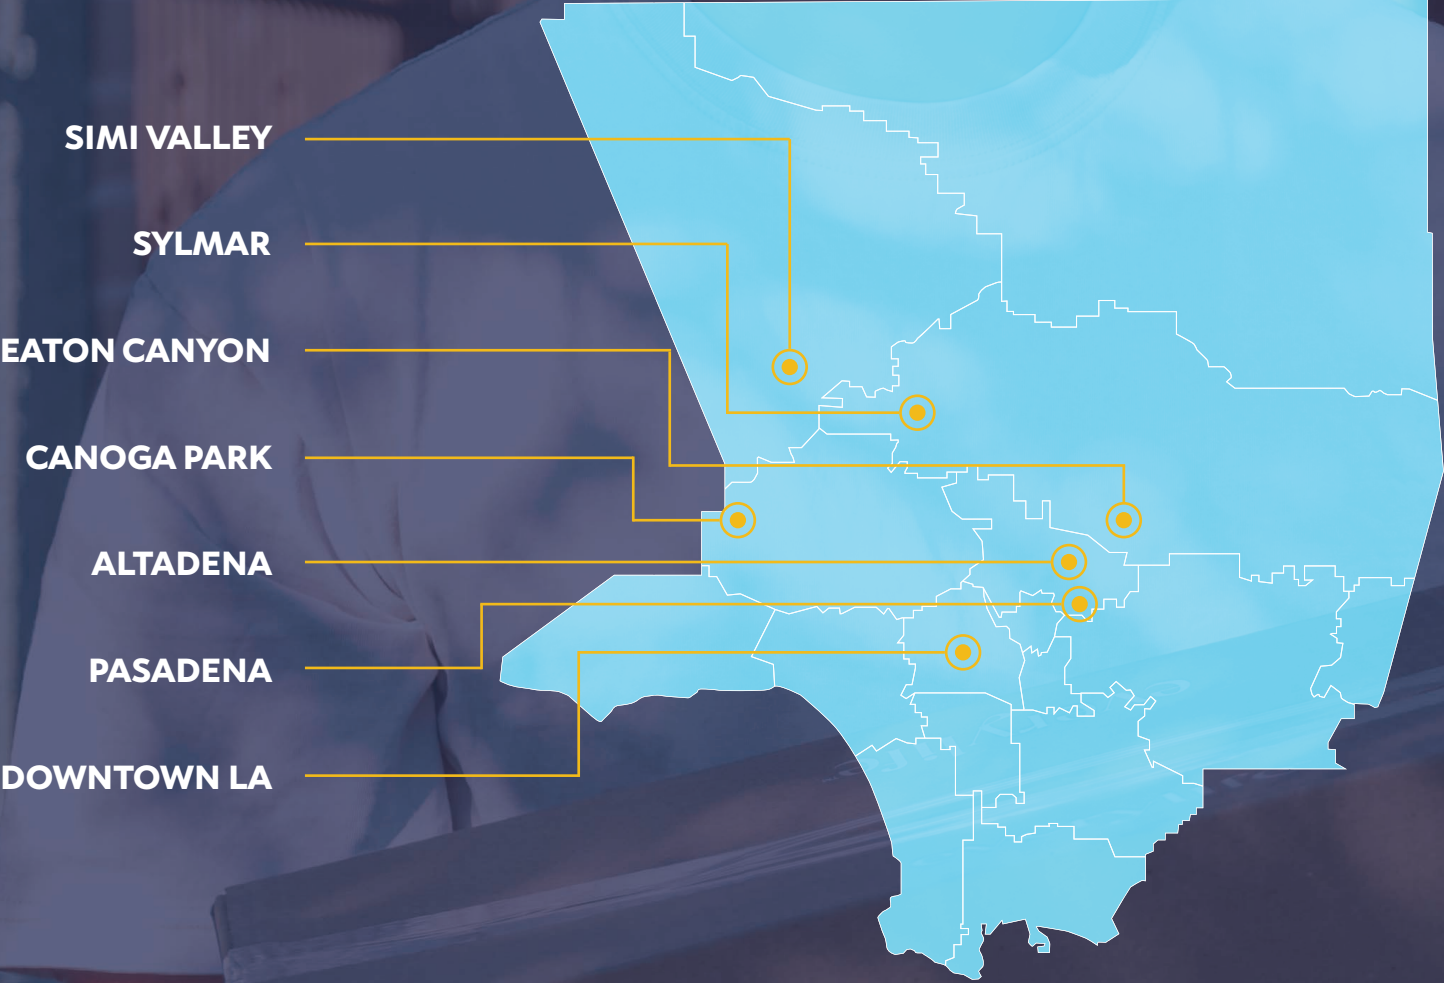 SIMI VALLEY
SYLMAR
EATON CANYON
CANOGA PARK
ALTADENA
PASADENA
DOWNTOWN LA